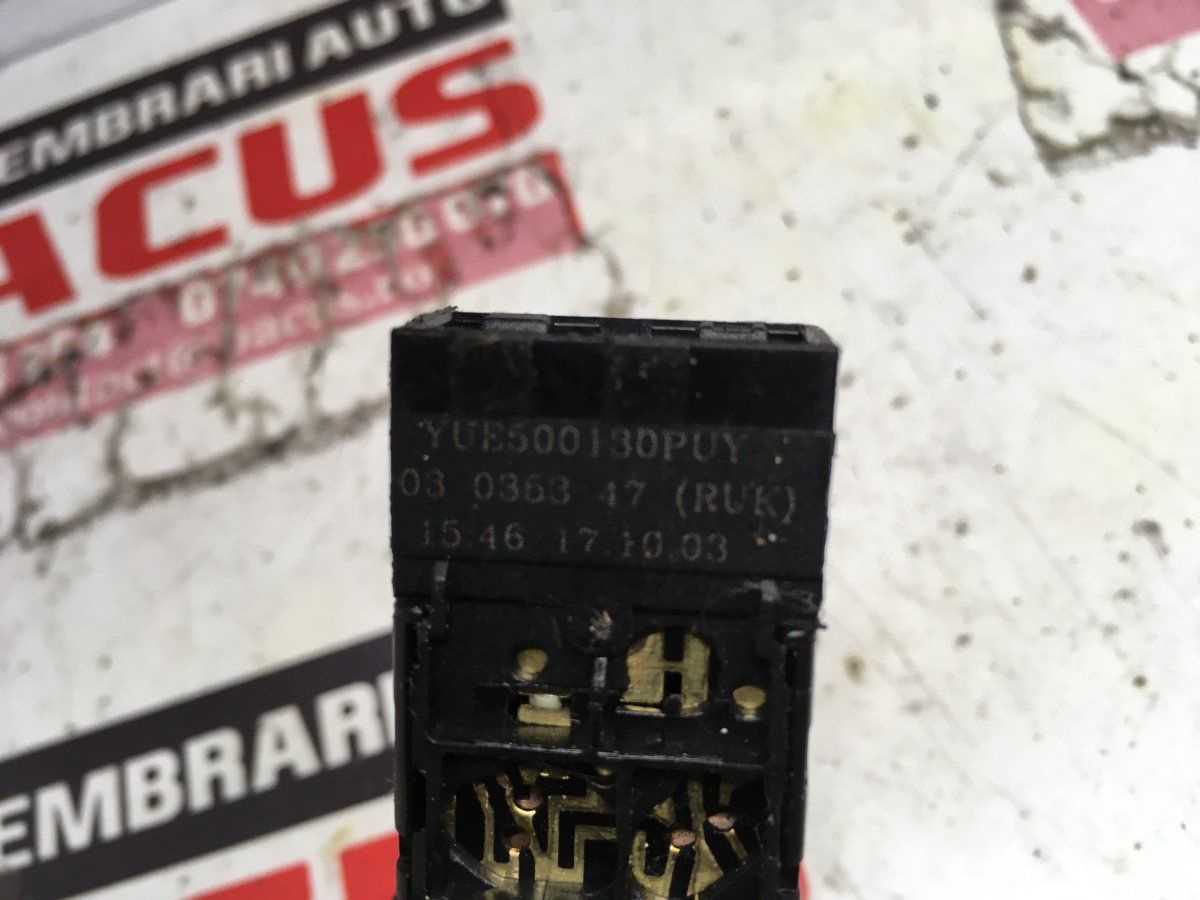 EMBRARI AUTO
ACUS
YUE500130PUY
03 0363 47 (RUK)
15:46 17.10.03
EMBRARI